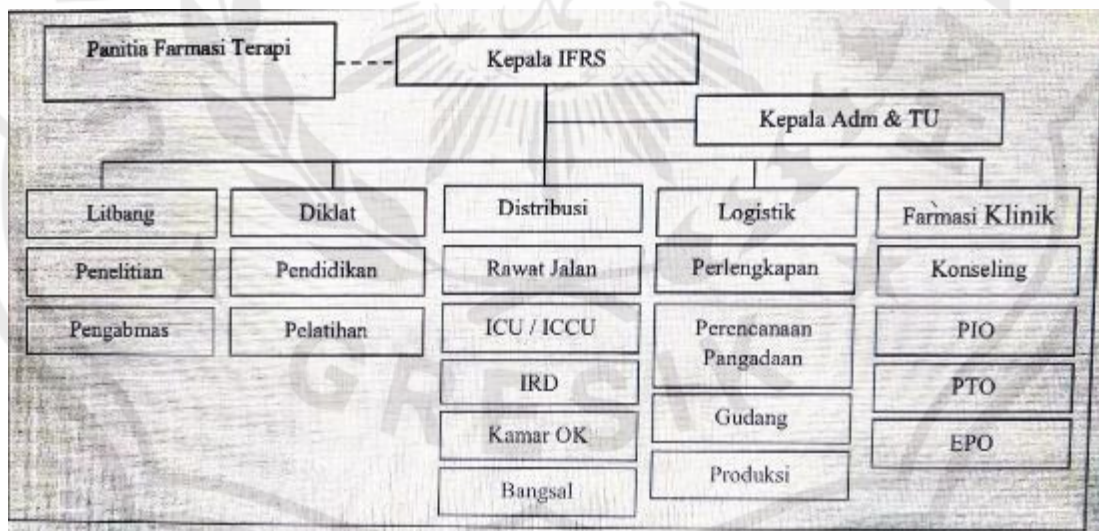 Panitia Farmasi Terapi
Kepala IFRS
Kepala Adm & TU
Litbang
Diklat
Distribusi
Logistik
Farmasi Klinik
Penelitian
Pendidikan
Rawat Jalan
Perlengkapan
Konseling
Pengabmas
Pelatihan
ICU / ICCU
Perencanaan
Pangadaan
PIO
IRD
PTO
Gudang
Kamar OK
EPO
Produksi
Bangsal
GRESIK